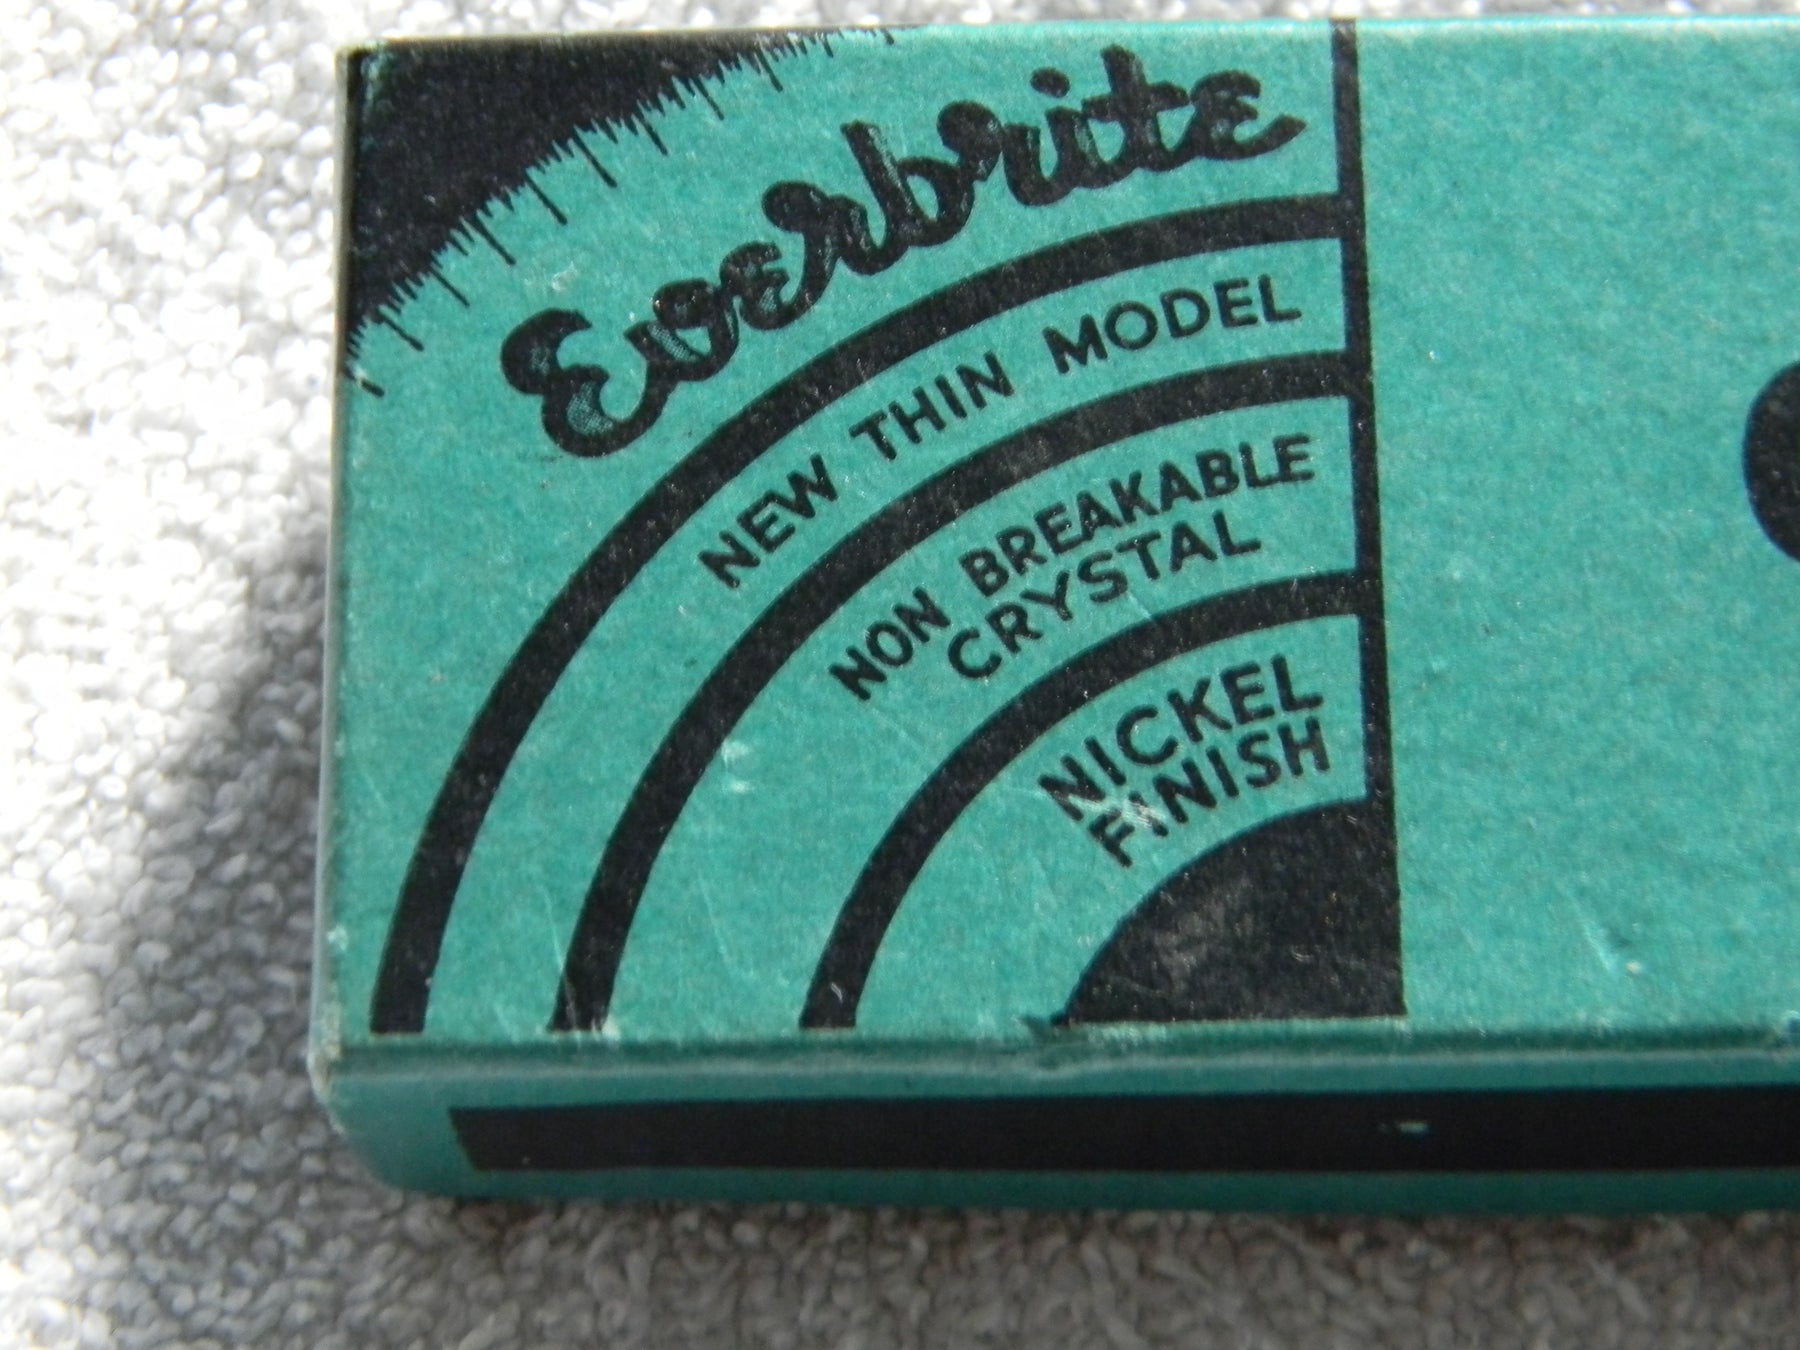 Everbrite
NEW THIN MODEL
NON BREAKABLE
CRYSTAL
NICKEL
FINISH